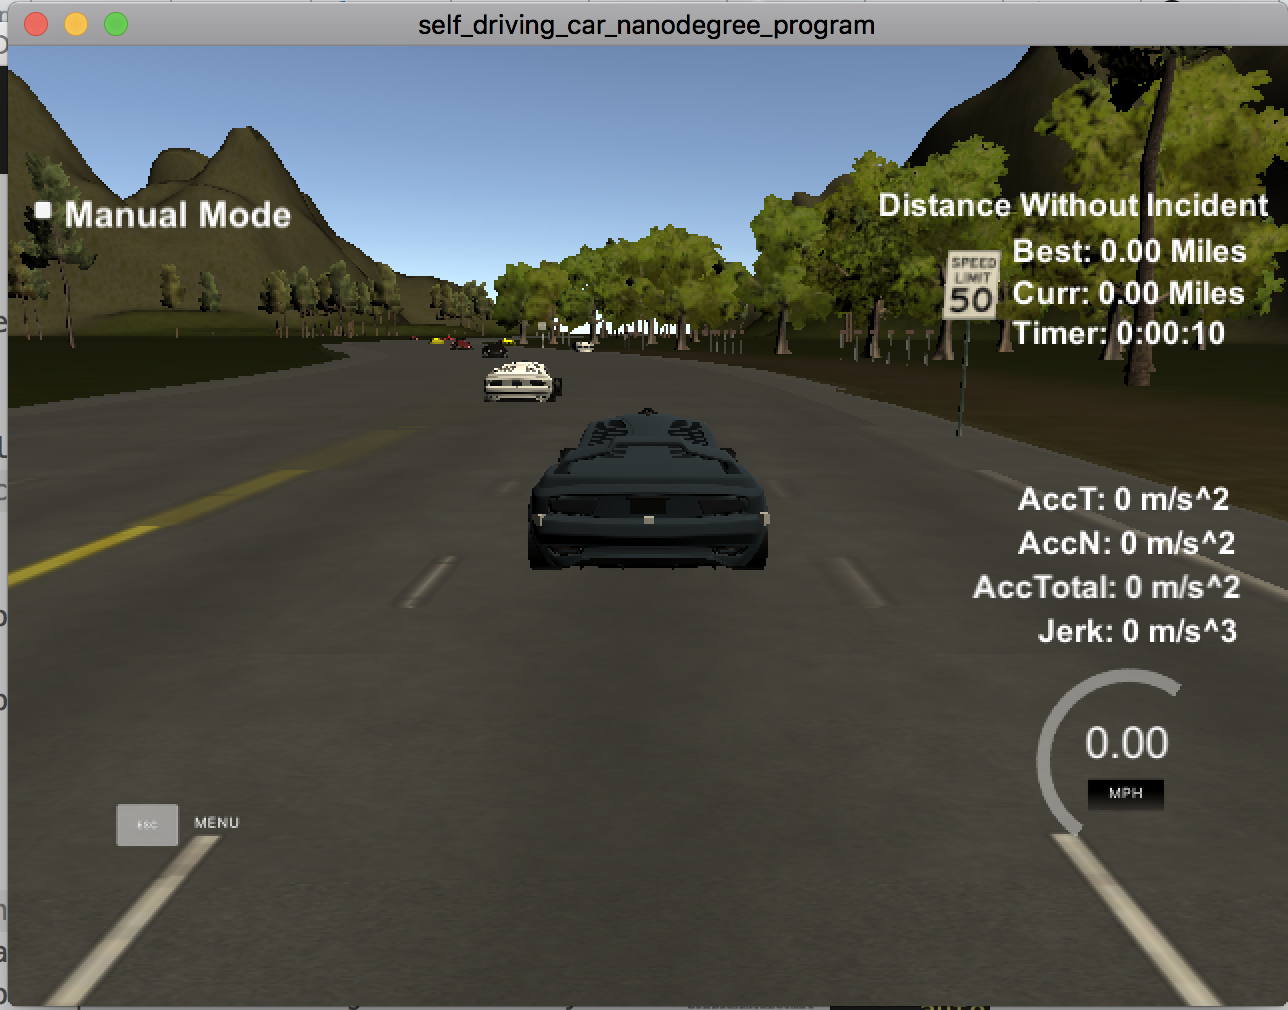 self_driving_car_nanodegree_program
Manual Mode
Distance Without Incident
Best: 0.00 Miles
Curr: 0.00 Miles
Timer: 0:00:10
SPEED
LIMIT
50
AccT: 0 m/s^2
AccN: 0 m/s^2
AccTotal: 0 m/s^2
Jerk: 0 m/s^3
0.00
MPH
ESC MENU